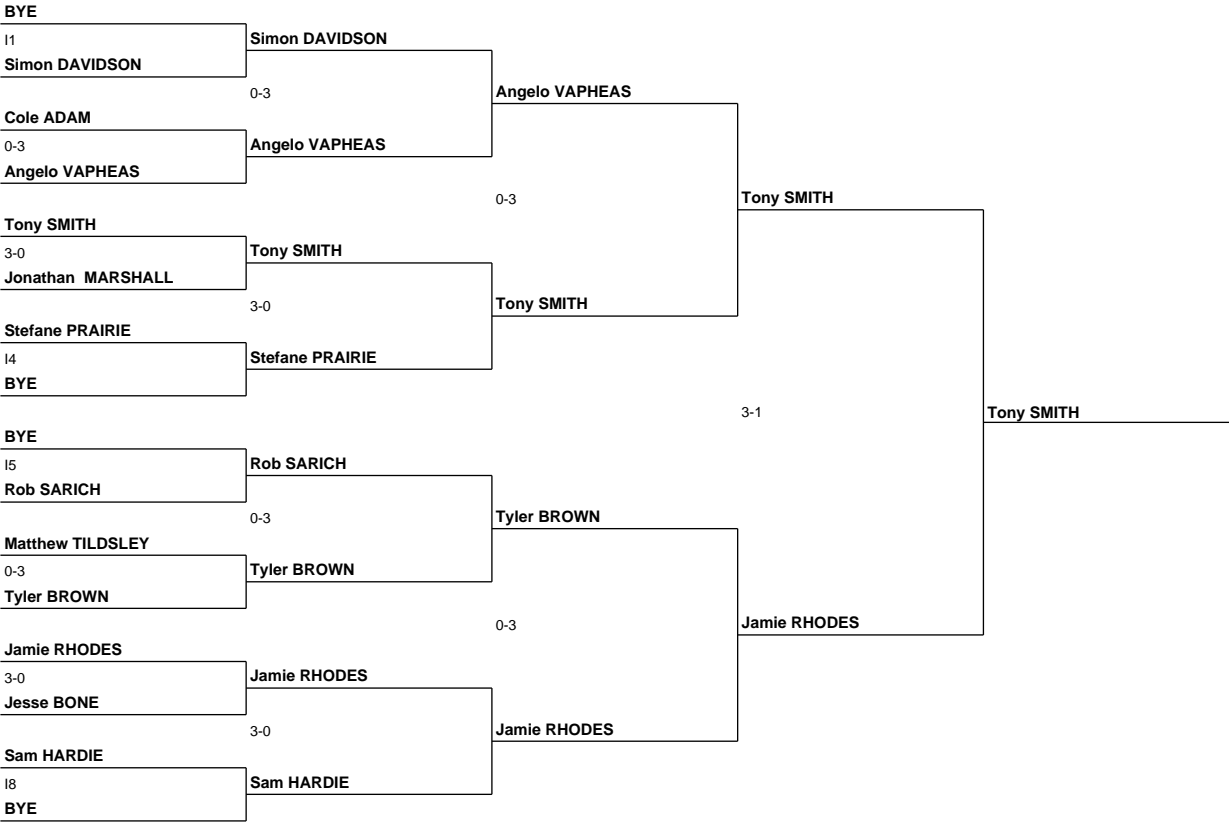 BYE
I1
Simon DAVIDSON
Cole ADAM
0-3
Angelo VAPHEAS
Tony SMITH
3-0
Jonathan MARSHALL
Stefane PRAIRIE
I4
BYE
BYE
I5
Rob SARICH
Matthew TILDSLEY
0-3
Tyler BROWN
Jamie RHODES
3-0
Jesse BONE
Sam HARDIE
I8
BYE
Simon DAVIDSON
0-3
Angelo VAPHEAS
Tony SMITH
3-0
Stefane PRAIRIE
Rob SARICH
0-3
Tyler BROWN
Jamie RHODES
3-0
Sam HARDIE
Angelo VAPHEAS
0-3
Tony SMITH
Tyler BROWN
0-3
Jamie RHODES
Tony SMITH
3-1
Jamie RHODES
Tony SMITH